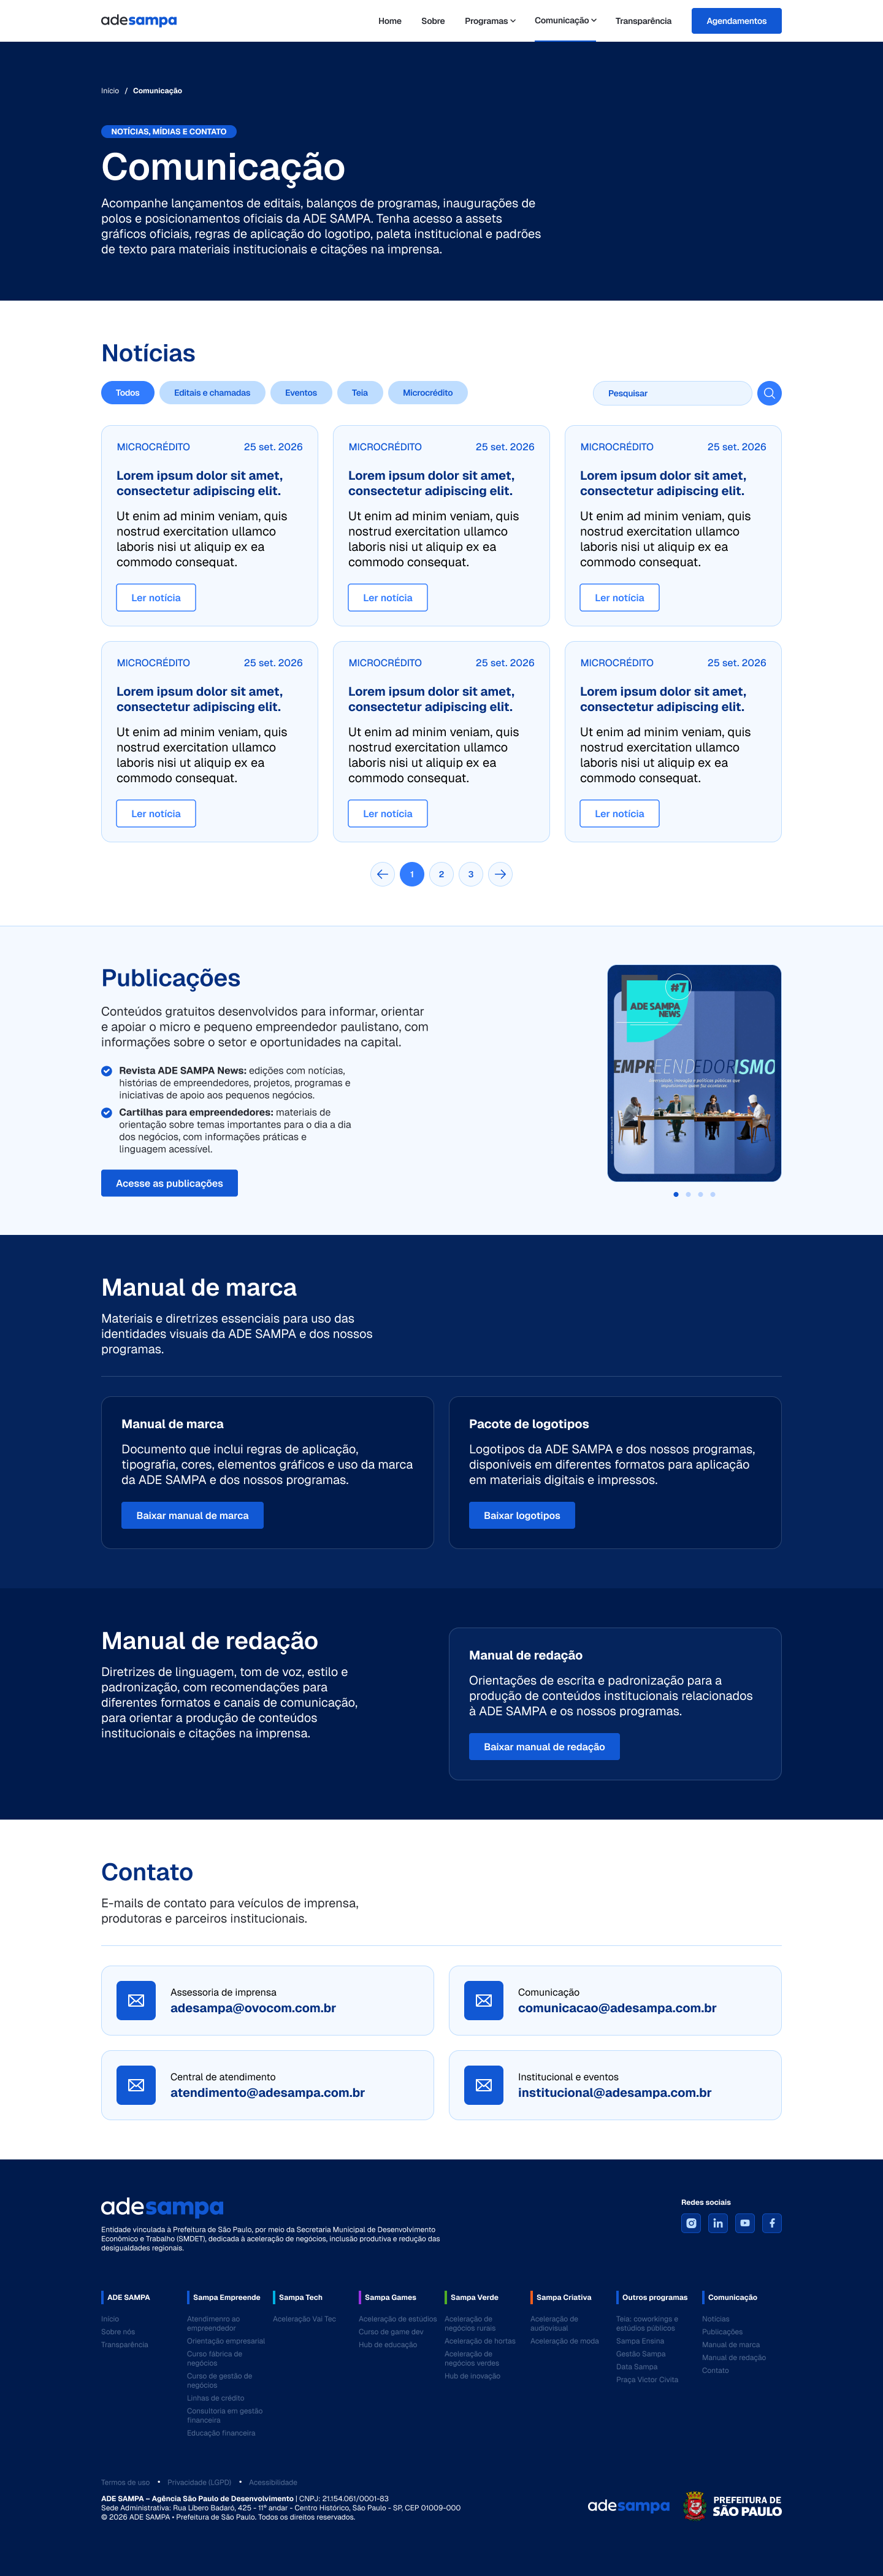 adesampa
Home Sobre Programas Comunicação Transparência Agendamentos
Início / Comunicação
NOTÍCIAS, MÍDIAS E CONTATO
Comunicação
Acompanhe lançamentos de editais, balanços de programas, inaugurações de
polos e posicionamentos oficiais da ADE SAMPA. Tenha acesso a assets
gráficos oficiais, regras de aplicação do logotipo, paleta institucional e padrões
de texto para materiais institucionais e citações na imprensa.
Notícias
Todos Editais e chamadas Eventos Teia Microcrédito Pesquisar
MICROCRÉDITO 25 set. 2026
Lorem ipsum dolor sit amet,
consectetur adipiscing elit.
Ut enim ad minim veniam, quis
nostrud exercitation ullamco
laboris nisi ut aliquip ex ea
commodo consequat.
Ler notícia
MICROCRÉDITO 25 set. 2026
Lorem ipsum dolor sit amet,
consectetur adipiscing elit.
Ut enim ad minim veniam, quis
nostrud exercitation ullamco
laboris nisi ut aliquip ex ea
commodo consequat.
Ler notícia
MICROCRÉDITO 25 set. 2026
Lorem ipsum dolor sit amet,
consectetur adipiscing elit.
Ut enim ad minim veniam, quis
nostrud exercitation ullamco
laboris nisi ut aliquip ex ea
commodo consequat.
Ler notícia
MICROCRÉDITO 25 set. 2026
Lorem ipsum dolor sit amet,
consectetur adipiscing elit.
Ut enim ad minim veniam, quis
nostrud exercitation ullamco
laboris nisi ut aliquip ex ea
commodo consequat.
Ler notícia
MICROCRÉDITO 25 set. 2026
Lorem ipsum dolor sit amet,
consectetur adipiscing elit.
Ut enim ad minim veniam, quis
nostrud exercitation ullamco
laboris nisi ut aliquip ex ea
commodo consequat.
Ler notícia
MICROCRÉDITO 25 set. 2026
Lorem ipsum dolor sit amet,
consectetur adipiscing elit.
Ut enim ad minim veniam, quis
nostrud exercitation ullamco
laboris nisi ut aliquip ex ea
commodo consequat.
Ler notícia
1 2 3
Publicações
Conteúdos gratuitos desenvolvidos para informar, orientar
e apoiar o micro e pequeno empreendedor paulistano, com
informações sobre o setor e oportunidades na capital.
Revista ADE SAMPA News: edições com notícias,
histórias de empreendedores, projetos, programas e
iniciativas de apoio aos pequenos negócios.
Cartilhas para empreendedores: materiais de
orientação sobre temas importantes para o dia a dia
dos negócios, com informações práticas e
linguagem acessível.
Acesse as publicações
#7
ADE SAMPA
NEWS
EMPREENDEDORISMO
Diversidade, inovação e políticas públicas que
impulsionam quem faz acontecer.
Manual de marca
Materiais e diretrizes essenciais para uso das
identidades visuais da ADE SAMPA e dos nossos
programas.
Manual de marca
Documento que inclui regras de aplicação,
tipografia, cores, elementos gráficos e uso da marca
da ADE SAMPA e dos nossos programas.
Baixar manual de marca
Pacote de logotipos
Logotipos da ADE SAMPA e dos nossos programas,
disponíveis em diferentes formatos para aplicação
em materiais digitais e impressos.
Baixar logotipos
Manual de redação
Diretrizes de linguagem, tom de voz, estilo e
padronização, com recomendações para
diferentes formatos e canais de comunicação,
para orientar a produção de conteúdos
institucionais e citações na imprensa.
Manual de redação
Orientações de escrita e padronização para a
produção de conteúdos institucionais relacionados
à ADE SAMPA e os nossos programas.
Baixar manual de redação
Contato
E-mails de contato para veículos de imprensa,
produtoras e parceiros institucionais.
Assessoria de imprensa
adesampa@ovocom.com.br
Comunicação
comunicacao@adesampa.com.br
Central de atendimento
atendimento@adesampa.com.br
Institucional e eventos
institucional@adesampa.com.br
adesampa
Entidade vinculada à Prefeitura de São Paulo, por meio da Secretaria Municipal de Desenvolvimento
Econômico e Trabalho (SMDET), dedicada à aceleração de negócios, inclusão produtiva e redução das
desigualdades regionais.
Redes sociais
ADE SAMPA
Início
Sobre nós
Transparência
Sampa Empreende
Atendimenro ao
empreendedor
Orientação empresarial
Curso fábrica de
negócios
Curso de gestão de
negócios
Linhas de crédito
Consultoria em gestão
financeira
Educação financeira
Sampa Tech
Aceleração Vai Tec
Sampa Games
Aceleração de estúdios
Curso de game dev
Hub de educação
Sampa Verde
Aceleração de
negócios rurais
Aceleração de hortas
Aceleração de
negócios verdes
Hub de inovação
Sampa Criativa
Aceleração de
audiovisual
Aceleração de moda
Outros programas
Teia: coworkings e
estúdios públicos
Sampa Ensina
Gestão Sampa
Data Sampa
Praça Victor Civita
Comunicação
Notícias
Publicações
Manual de marca
Manual de redação
Contato
Termos de uso • Privacidade (LGPD) • Acessibilidade
ADE SAMPA – Agência São Paulo de Desenvolvimento | CNPJ: 21.154.061/0001-83
Sede Administrativa: Rua Líbero Badaró, 425 - 11º andar - Centro Histórico, São Paulo - SP, CEP 01009-000
© 2026 ADE SAMPA • Prefeitura de São Paulo. Todos os direitos reservados.
adesampa
PREFEITURA DE
SÃO PAULO